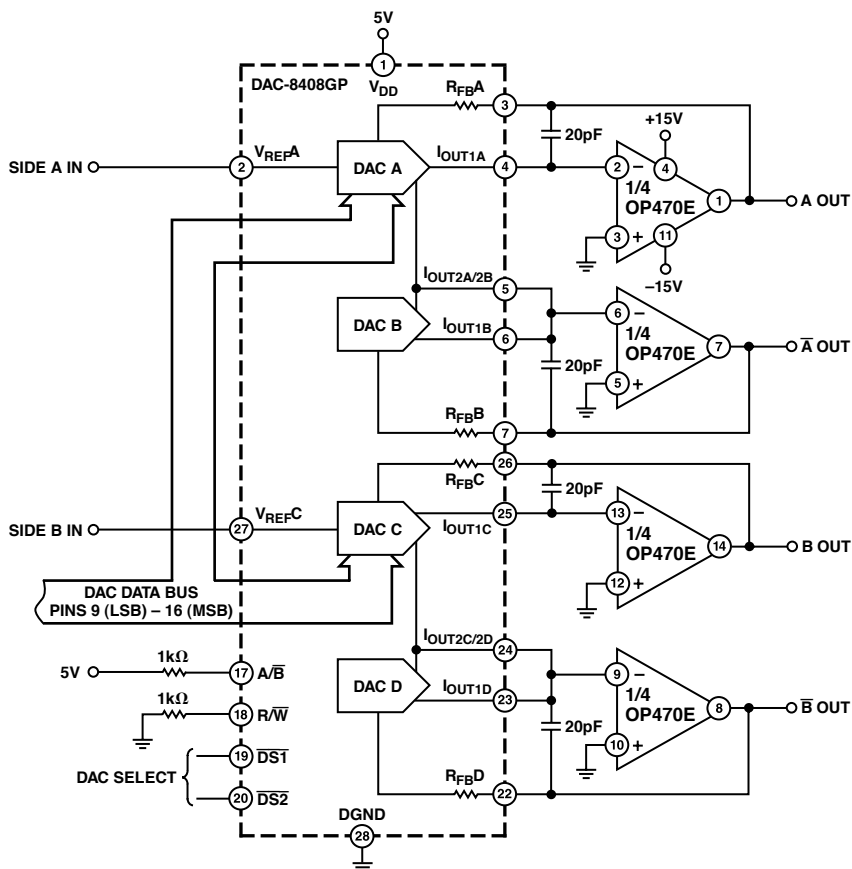 5V
1
DAC-8408GP
VDD
RFBA
3
20pF
+15V
4
SIDE A IN
2
VREFA
DAC A
IOUT1A
4
2
–
1/4
OP470E
1
A OUT
3
+
11
–15V
IOUT2A/2B
5
DAC B
IOUT1B
6
6
–
1/4
OP470E
7
A̅ OUT
20pF
5
+
RFBB
7
26
RFBC
20pF
SIDE B IN
27
VREFC
DAC C
25
IOUT1C
13
–
1/4
OP470E
14
B OUT
12
+
DAC DATA BUS
PINS 9 (LSB) – 16 (MSB)
IOUT2C/2D
24
5V
1kΩ
17
A/B̅
DAC D
IOUT1D
23
9
–
1/4
OP470E
8
B̅ OUT
1kΩ
18
R/W̅
20pF
10
+
DAC SELECT
19
D̅S̅1̅
20
D̅S̅2̅
RFBD
22
DGND
28